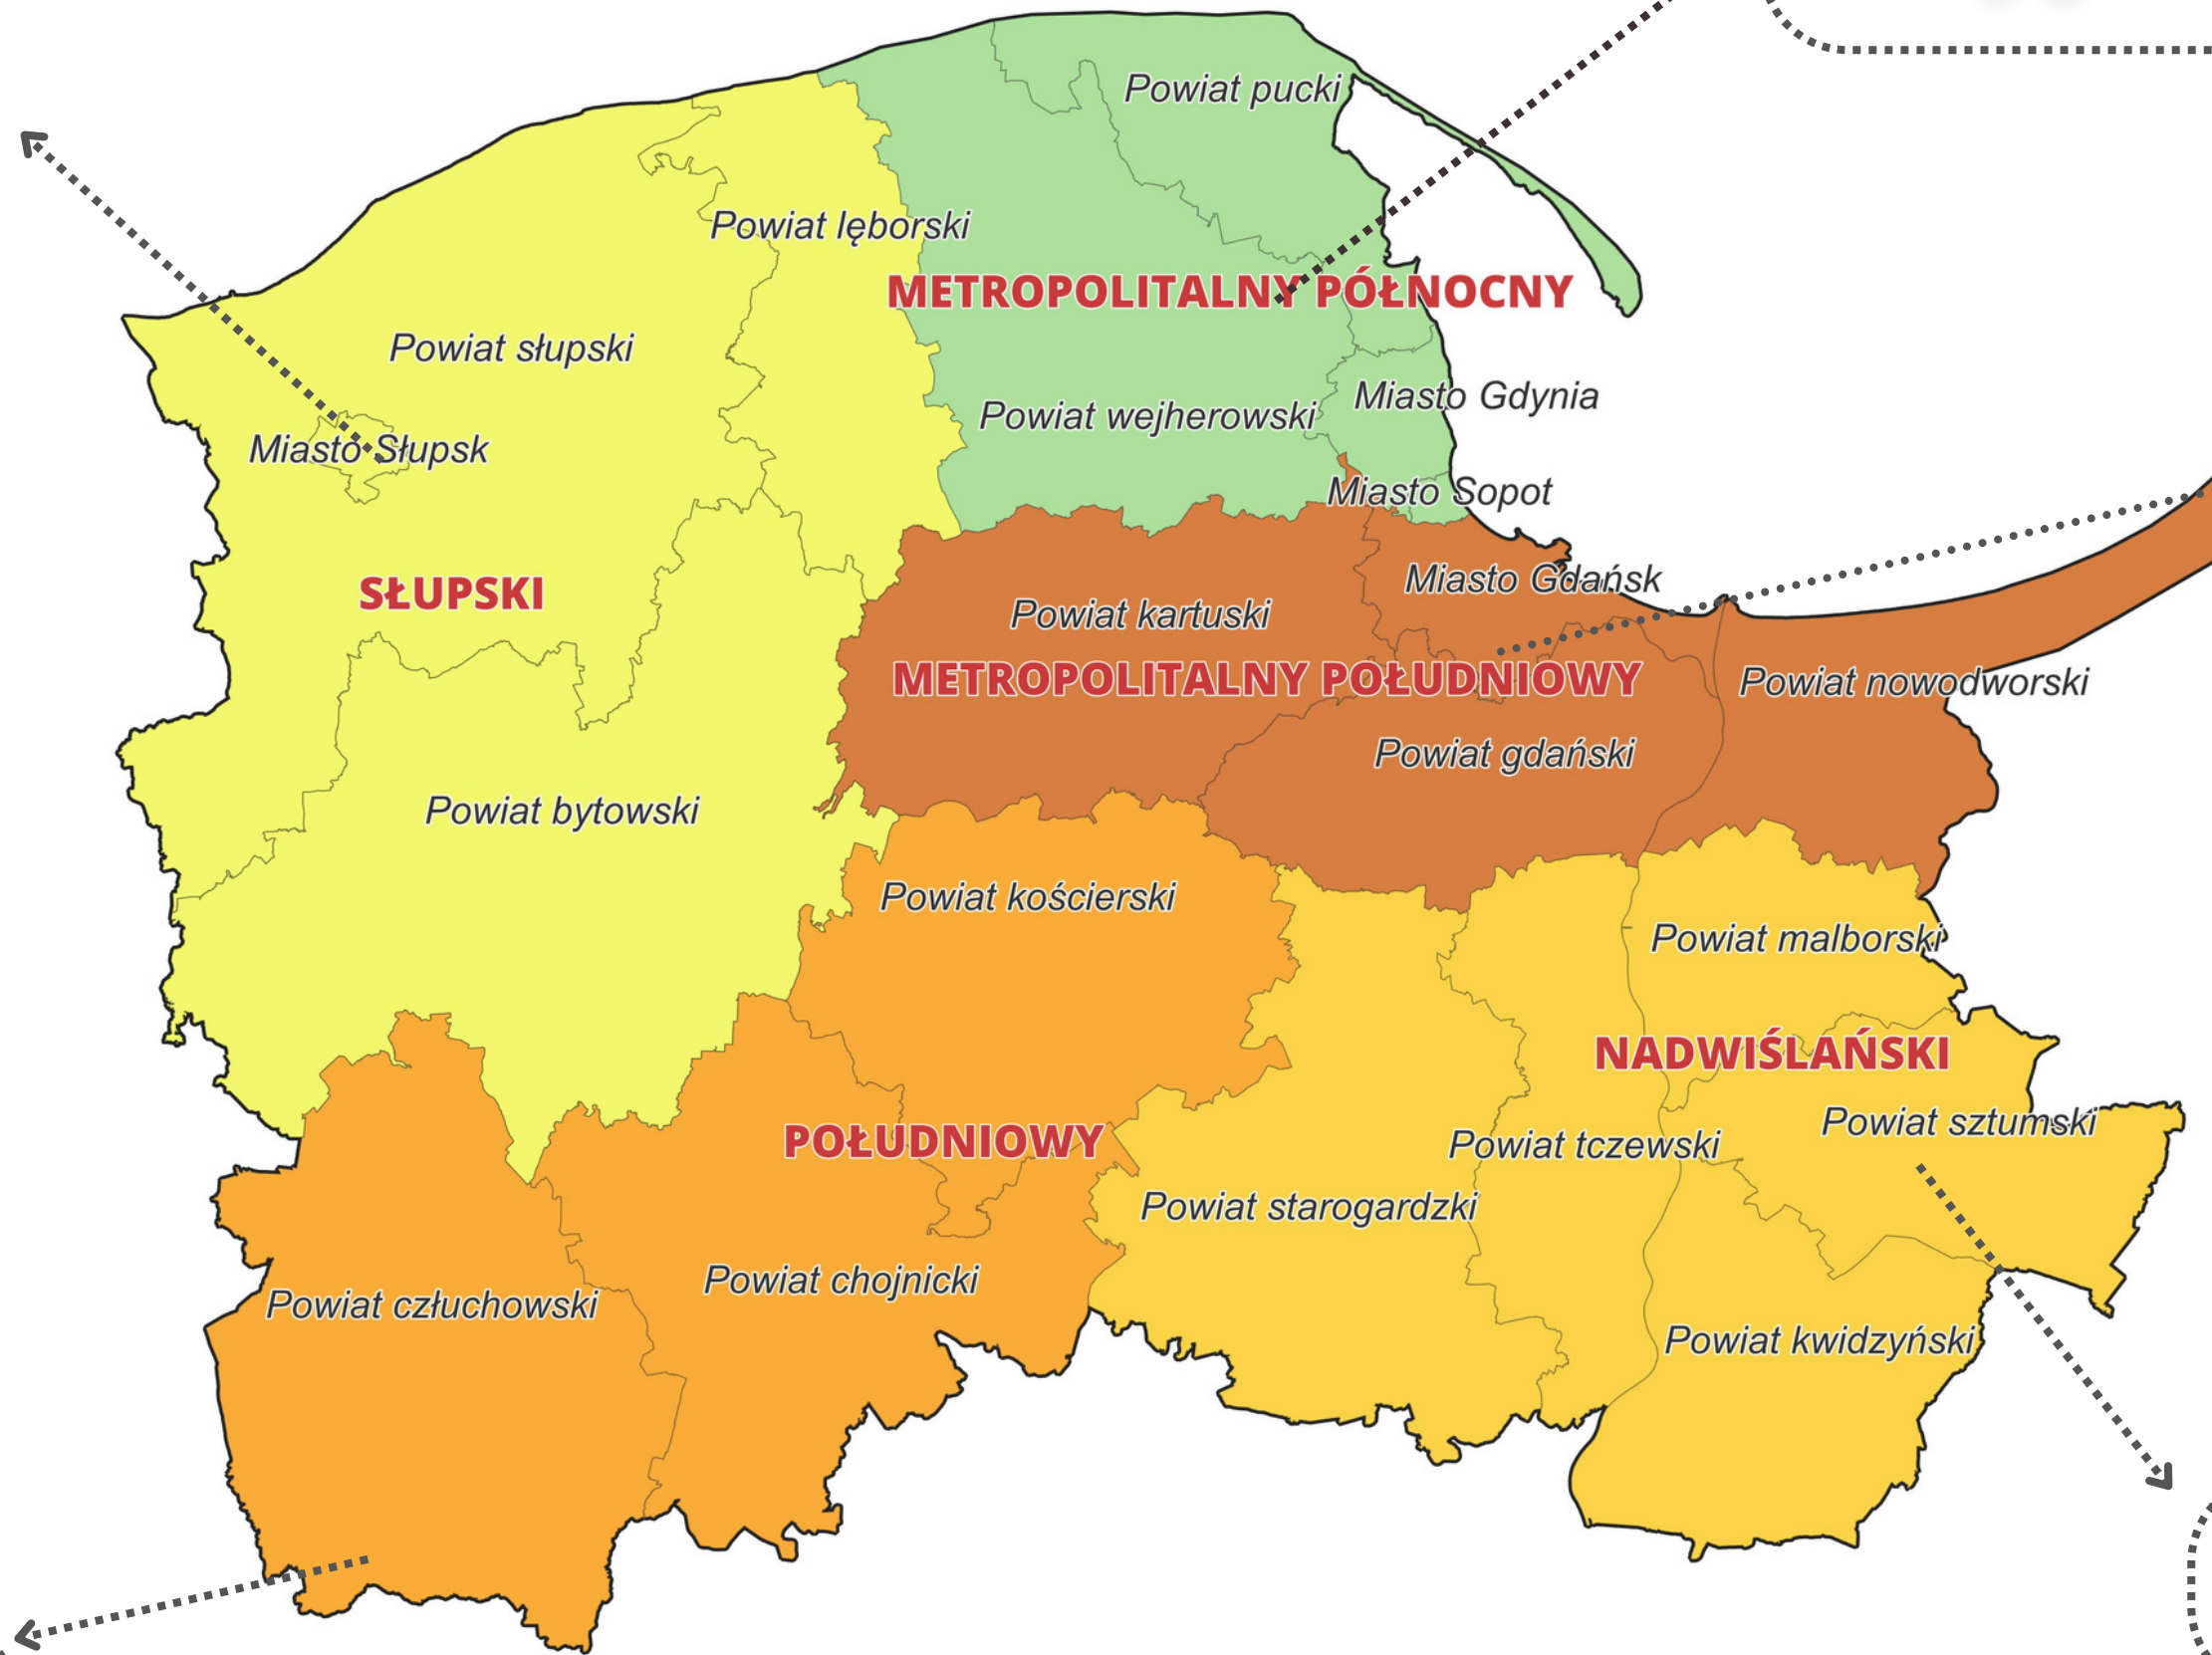 Powiat pucki
Powiat lęborski
METROPOLITALNY PÓŁNOCNY
Powiat słupski
Miasto Gdynia
Powiat wejherowski
Miasto Słupsk
Miasto Sopot
Miasto Gdańsk
SŁUPSKI
Powiat kartuski
METROPOLITALNY POŁUDNIOWY
Powiat nowodworski
Powiat gdański
Powiat bytowski
Powiat kościerski
Powiat malborski
NADWIŚLAŃSKI
Powiat sztumski
POŁUDNIOWY
Powiat tczewski
Powiat starogardzki
Powiat chojnicki
Powiat człuchowski
Powiat kwidzyński